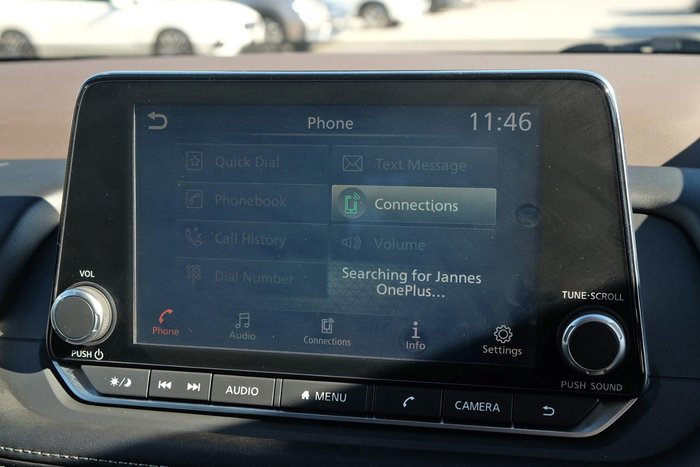 Phone
11:46
Quick Dial
Text Message
Phonebook
Connections
Call History
Volume
Dial Number
Searching for Jannes
OnePlus...
Phone
Audio
Connections
Info
Settings
VOL
PUSH
TUNE·SCROLL
PUSH SOUND
AUDIO
MENU
CAMERA